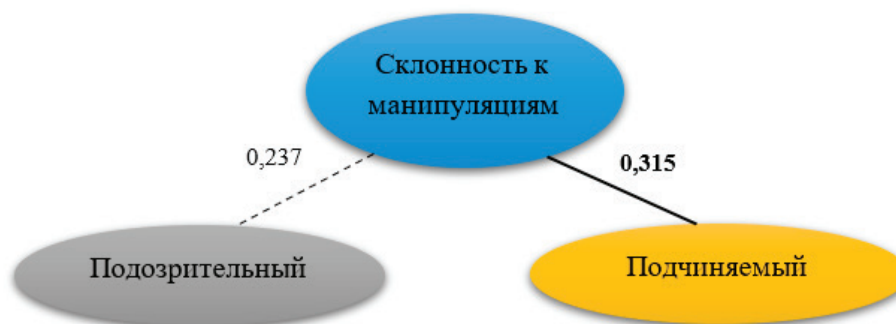 Склонность к
манипуляциям
0,237
0,315
Подозрительный
Подчиняемый